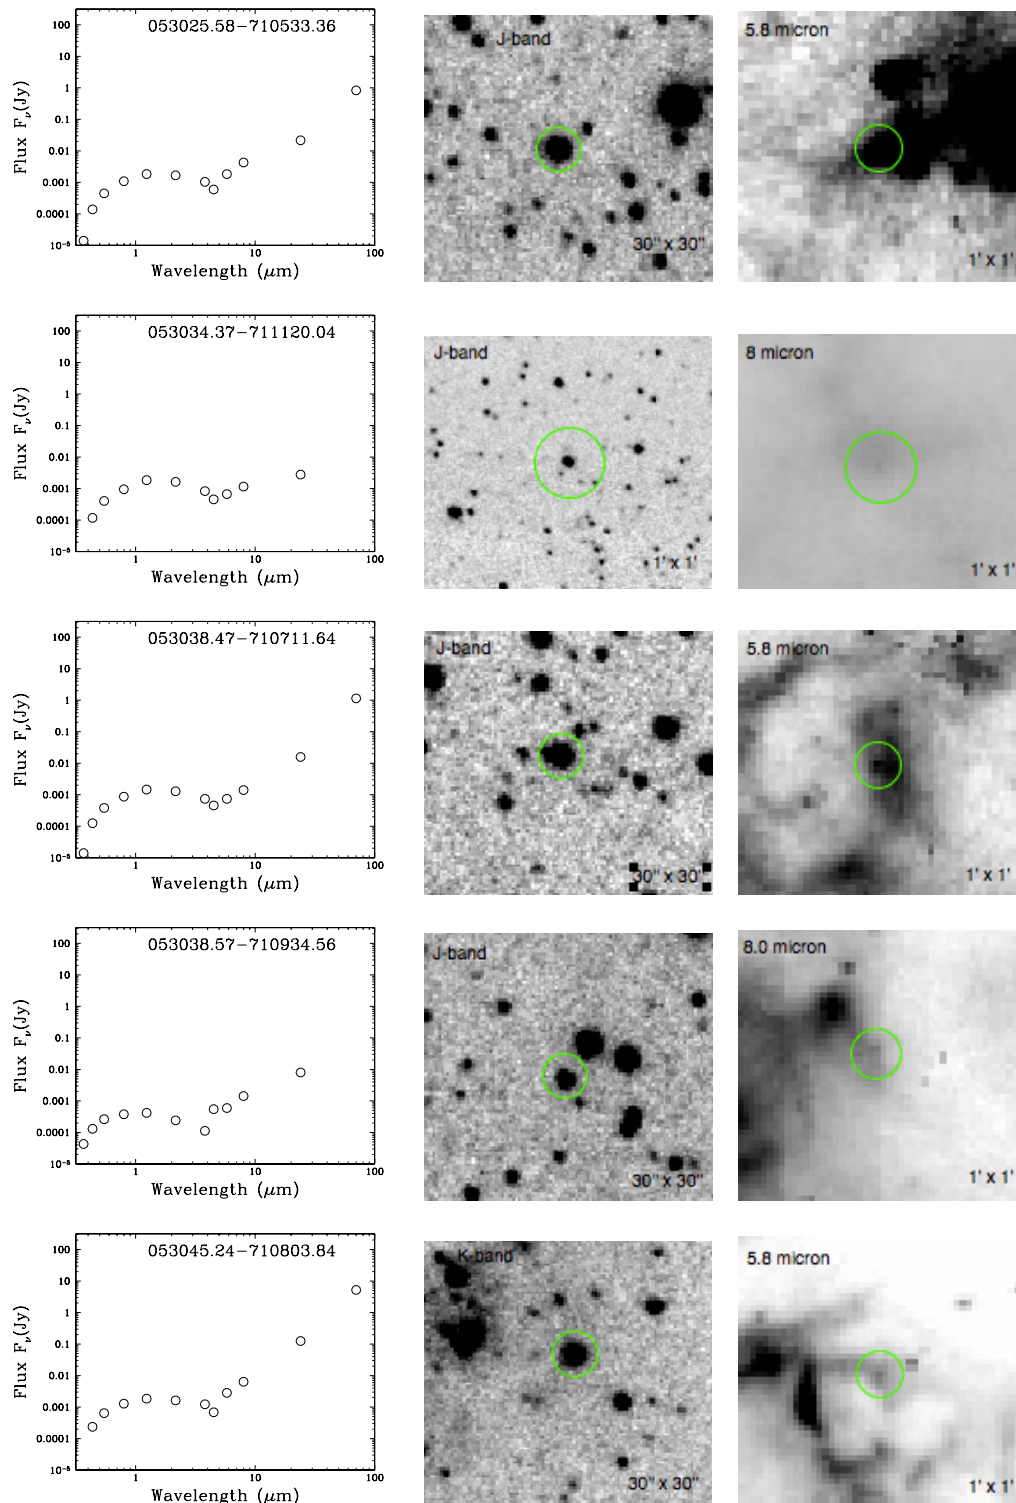 053025.58-710533.36
Flux Fν(Jy)
100
10
1
0.1
0.01
0.001
0.0001
10⁻⁵
1
10
100
Wavelength (μm)
J-band
30" x 30"
5.8 micron
1' x 1'
053034.37-711120.04
Flux Fν(Jy)
100
10
1
0.1
0.01
0.001
0.0001
10⁻⁵
1
10
100
Wavelength (μm)
J-band
1' x 1'
8 micron
1' x 1'
053038.47-710711.64
Flux Fν(Jy)
100
10
1
0.1
0.01
0.001
0.0001
10⁻⁵
1
10
100
Wavelength (μm)
J-band
30" x 30"
5.8 micron
1' x 1'
053038.57-710934.56
Flux Fν(Jy)
100
10
1
0.1
0.01
0.001
0.0001
10⁻⁵
1
10
100
Wavelength (μm)
J-band
30" x 30"
8.0 micron
1' x 1'
053045.24-710803.84
Flux Fν(Jy)
100
10
1
0.1
0.01
0.001
0.0001
10⁻⁵
1
10
100
Wavelength (μm)
K-band
30" x 30"
5.8 micron
1' x 1'